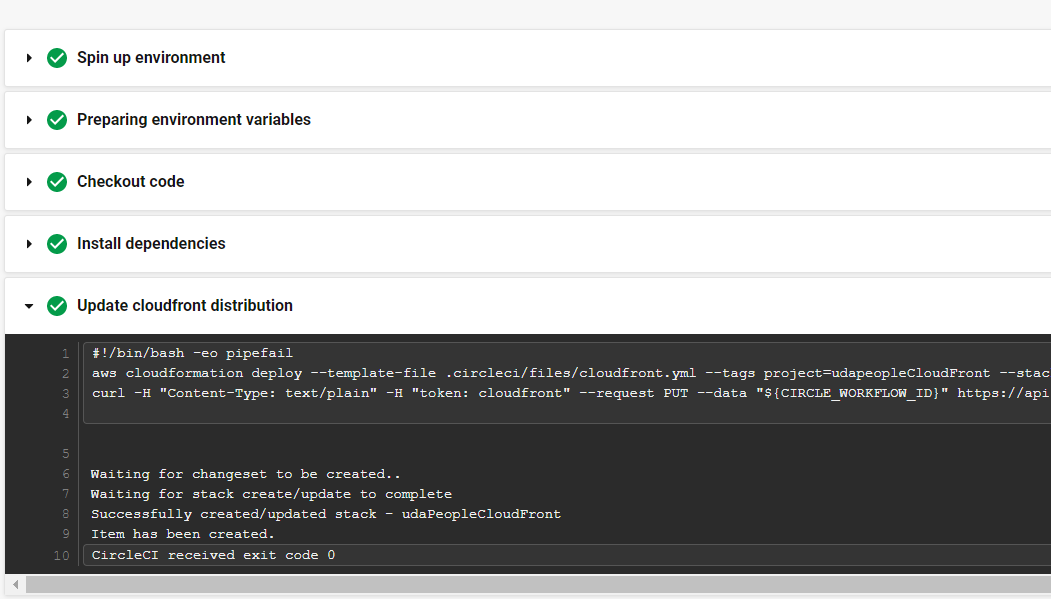 Spin up environment
Preparing environment variables
Checkout code
Install dependencies
Update cloudfront distribution
1 #!/bin/bash -eo pipefail
2 aws cloudformation deploy --template-file .circleci/files/cloudfront.yml --tags project=udapeopleCloudFront --stac
3 curl -H "Content-Type: text/plain" -H "token: cloudfront" --request PUT --data "${CIRCLE_WORKFLOW_ID}" https://api
4
5
6 Waiting for changeset to be created..
7 Waiting for stack create/update to complete
8 Successfully created/updated stack - udaPeopleCloudFront
9 Item has been created.
10 CircleCI received exit code 0